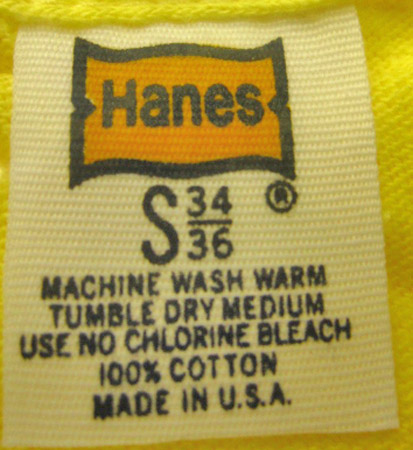 Hanes
®
S 34/36
MACHINE WASH WARM
TUMBLE DRY MEDIUM
USE NO CHLORINE BLEACH
100% COTTON
MADE IN U.S.A.